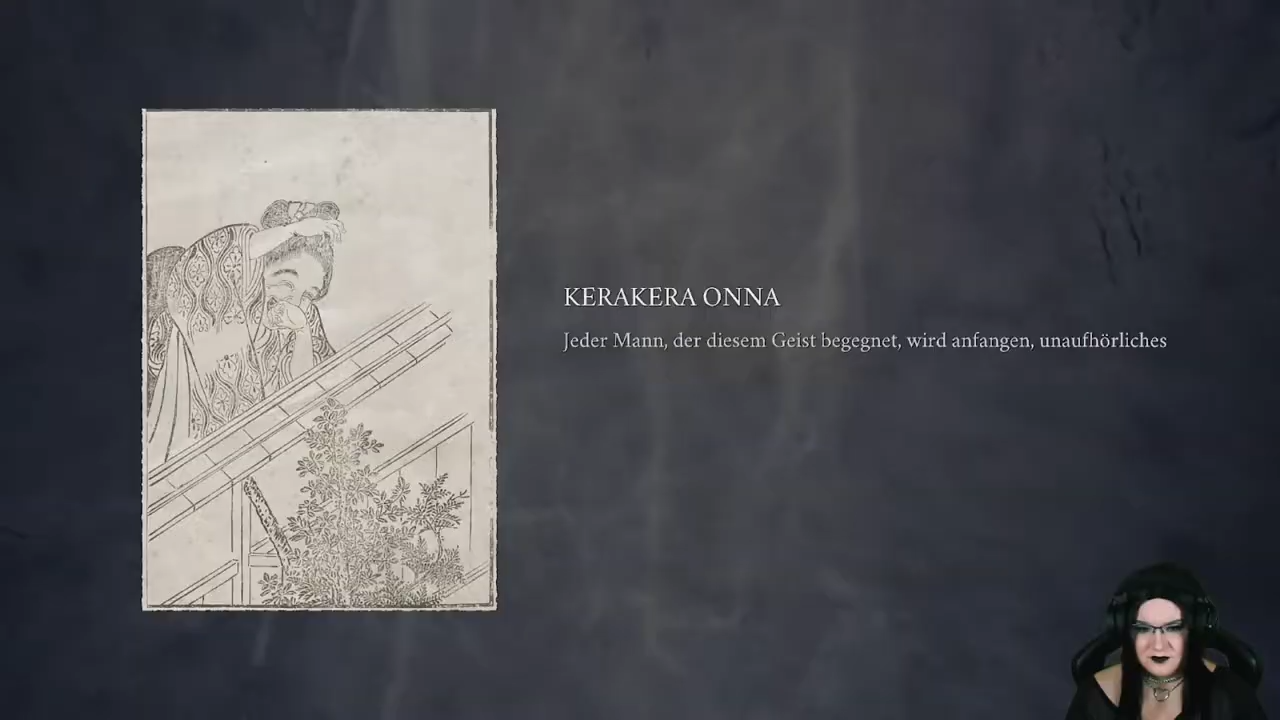 KERAKERA ONNA
Jeder Mann, der diesem Geist begegnet, wird anfangen, unaufhörliches